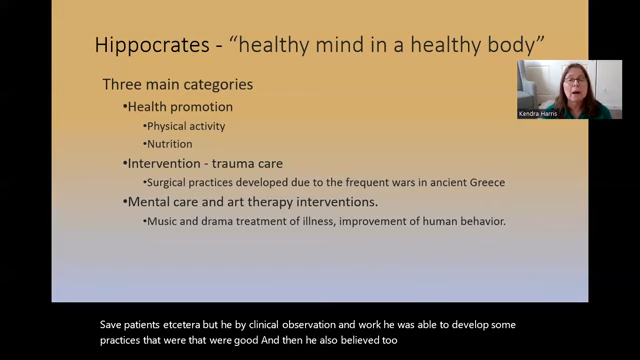 Hippocrates - “healthy mind in a healthy body”
Three main categories
•Health promotion
•Physical activity
•Nutrition
•Intervention - trauma care
•Surgical practices developed due to the frequent wars in ancient Greece
•Mental care and art therapy interventions.
•Music and drama treatment of illness, improvement of human behavior.
Kendra Harris
Save patients etcetera but he by clinical observation and work he was able to develop some
practices that were that were good And then he also believed too